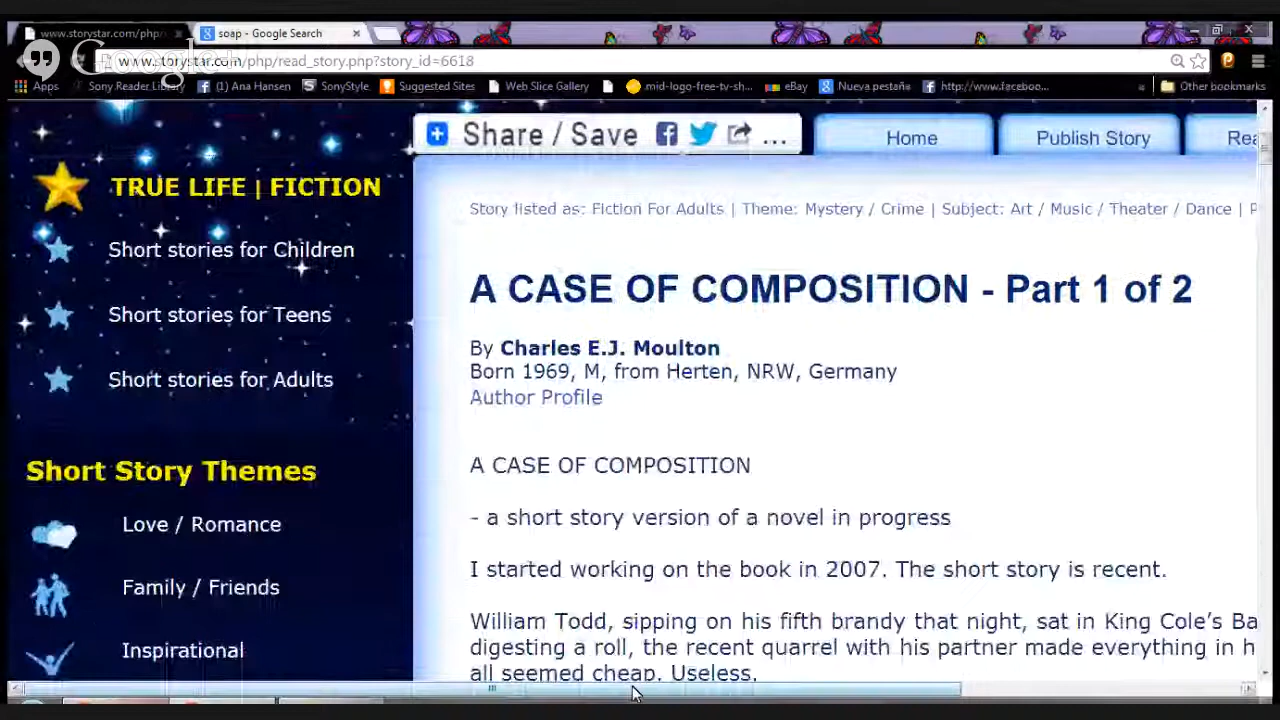 www.storystar.com/php/
soap - Google Search
Google+
www.storystar.com/php/read_story.php?story_id=6618
Apps
Sony Reader Library
(1) Ana Hansen
SonyStyle
Suggested Sites
Web Slice Gallery
mid-logo-free-tv-sh...
eBay
Nueva pestaña
http://www.faceboo...
Other bookmarks
Share / Save
...
Home
Publish Story
Rea
TRUE LIFE | FICTION
Short stories for Children
Short stories for Teens
Short stories for Adults
Short Story Themes
Love / Romance
Family / Friends
Inspirational
Story listed as: Fiction For Adults | Theme: Mystery / Crime | Subject: Art / Music / Theater / Dance |
A CASE OF COMPOSITION - Part 1 of 2
By Charles E.J. Moulton
Born 1969, M, from Herten, NRW, Germany
Author Profile
A CASE OF COMPOSITION
- a short story version of a novel in progress
I started working on the book in 2007. The short story is recent.
William Todd, sipping on his fifth brandy that night, sat in King Cole’s Ba
digesting a roll, the recent quarrel with his partner made everything in h
all seemed cheap. Useless.